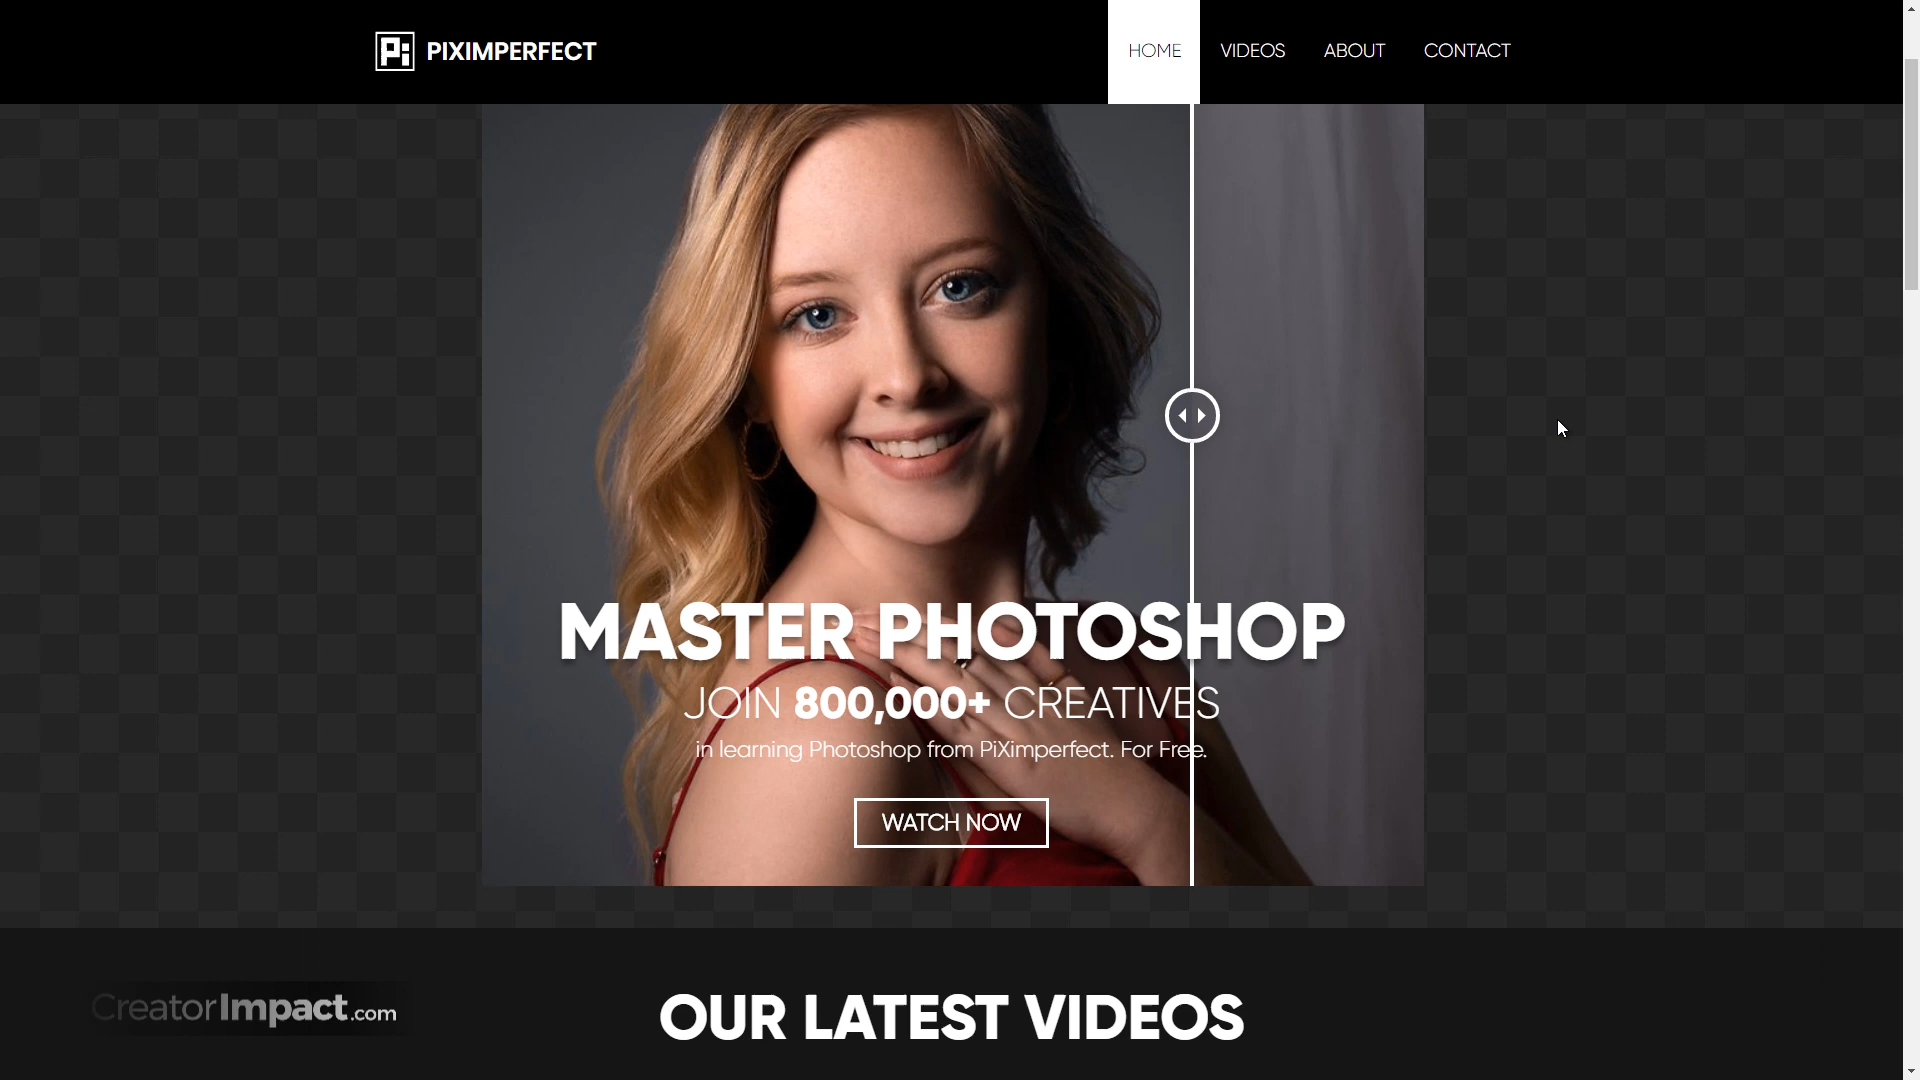 Pi PIXIMPERFECT
HOME VIDEOS ABOUT CONTACT
MASTER PHOTOSHOP
JOIN 800,000+ CREATIVES
in learning Photoshop from PiXimperfect. For Free.
WATCH NOW
CreatorImpact.com
OUR LATEST VIDEOS